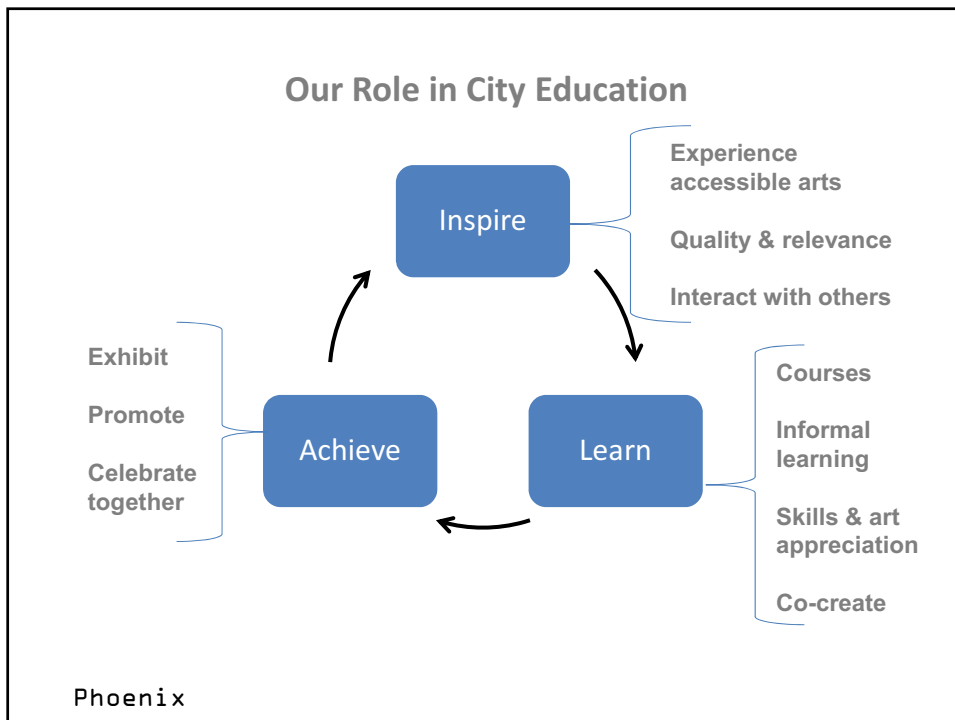 Our Role in City Education
Inspire
Experience
accessible arts
Quality & relevance
Interact with others
Learn
Courses
Informal
learning
Skills & art
appreciation
Co-create
Achieve
Exhibit
Promote
Celebrate
together
Phoenix